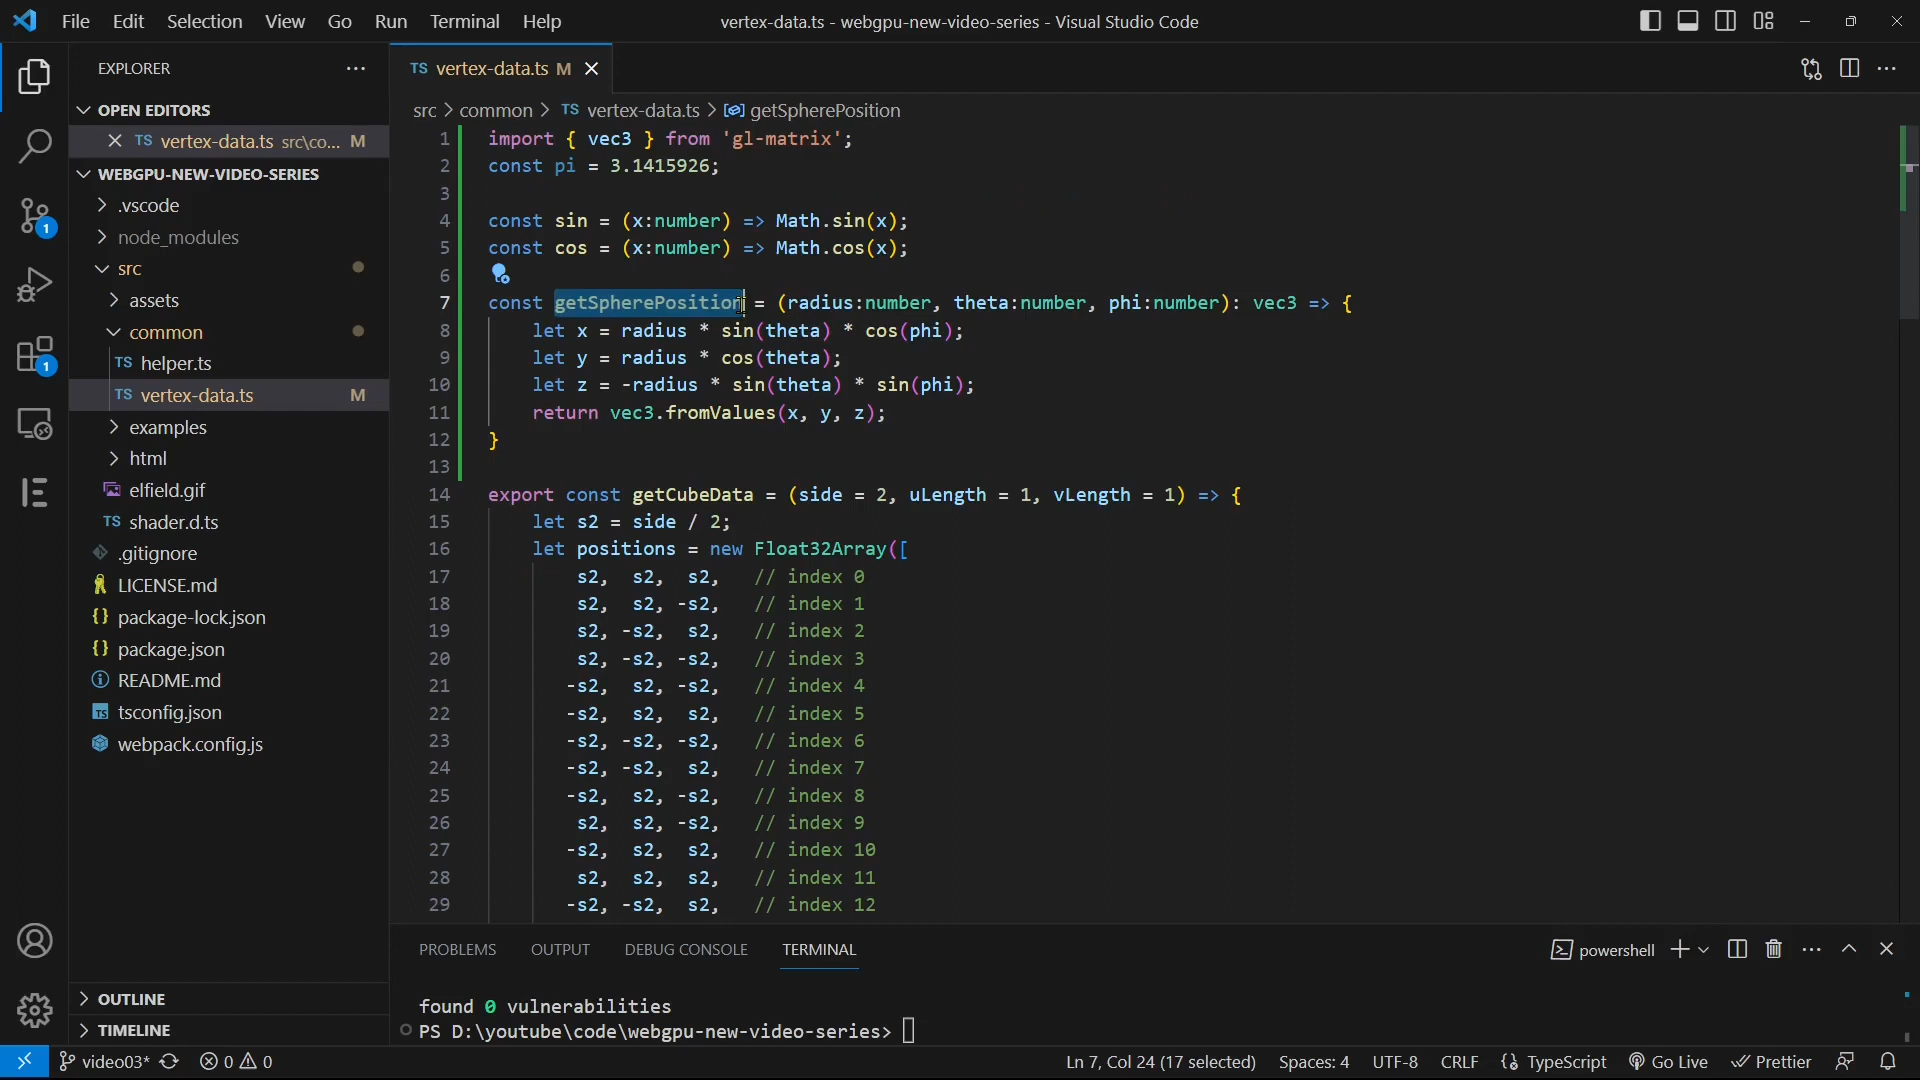 File Edit Selection View Go Run Terminal Help
vertex-data.ts - webgpu-new-video-series - Visual Studio Code
EXPLORER
OPEN EDITORS
TS vertex-data.ts src\co... M
WEBGPU-NEW-VIDEO-SERIES
.vscode
node_modules
src
assets
common
TS helper.ts
TS vertex-data.ts M
examples
html
elfield.gif
TS shader.d.ts
.gitignore
LICENSE.md
{} package-lock.json
{} package.json
README.md
TS tsconfig.json
webpack.config.js
OUTLINE
TIMELINE
1
1
TS vertex-data.ts M
src > common > TS vertex-data.ts > getSpherePosition
1 import { vec3 } from 'gl-matrix';
2 const pi = 3.1415926;
3
4 const sin = (x:number) => Math.sin(x);
5 const cos = (x:number) => Math.cos(x);
6
7 const getSpherePosition = (radius:number, theta:number, phi:number): vec3 => {
8 let x = radius * sin(theta) * cos(phi);
9 let y = radius * cos(theta);
10 let z = -radius * sin(theta) * sin(phi);
11 return vec3.fromValues(x, y, z);
12 }
13
14 export const getCubeData = (side = 2, uLength = 1, vLength = 1) => {
15 let s2 = side / 2;
16 let positions = new Float32Array([
17 s2, s2, s2, // index 0
18 s2, s2, -s2, // index 1
19 s2, -s2, s2, // index 2
20 s2, -s2, -s2, // index 3
21 -s2, s2, -s2, // index 4
22 -s2, s2, s2, // index 5
23 -s2, -s2, -s2, // index 6
24 -s2, -s2, s2, // index 7
25 -s2, s2, -s2, // index 8
26 s2, s2, -s2, // index 9
27 -s2, s2, s2, // index 10
28 s2, s2, s2, // index 11
29 -s2, -s2, s2, // index 12
PROBLEMS OUTPUT DEBUG CONSOLE TERMINAL
powershell
found 0 vulnerabilities
PS D:\youtube\code\webgpu-new-video-series>
video03* 0 0
Ln 7, Col 24 (17 selected) Spaces: 4 UTF-8 CRLF {} TypeScript Go Live Prettier